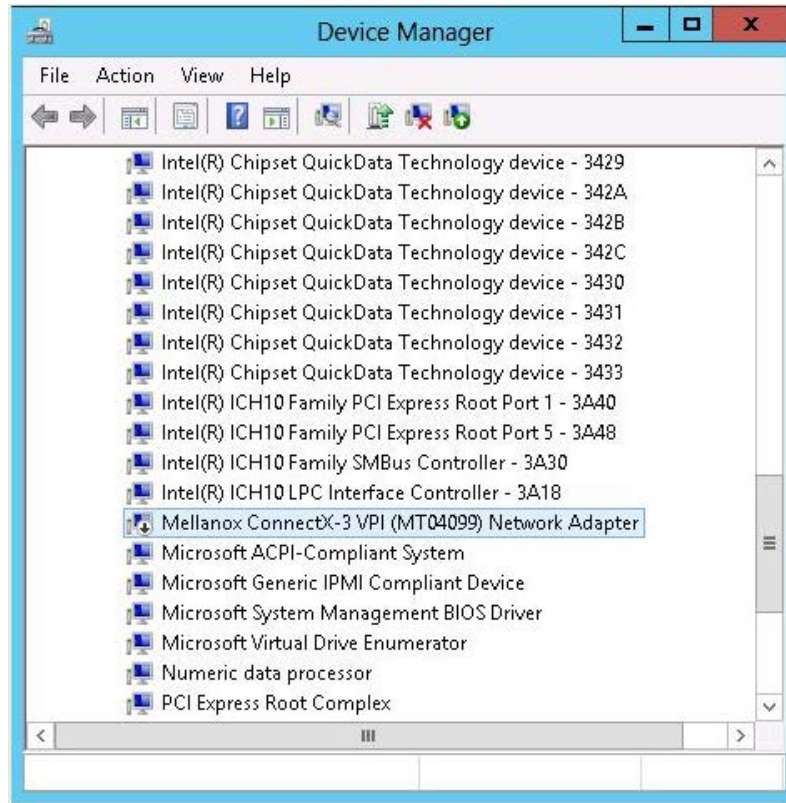 Device Manager
File Action View Help
Intel(R) Chipset QuickData Technology device - 3429
Intel(R) Chipset QuickData Technology device - 342A
Intel(R) Chipset QuickData Technology device - 342B
Intel(R) Chipset QuickData Technology device - 342C
Intel(R) Chipset QuickData Technology device - 3430
Intel(R) Chipset QuickData Technology device - 3431
Intel(R) Chipset QuickData Technology device - 3432
Intel(R) Chipset QuickData Technology device - 3433
Intel(R) ICH10 Family PCI Express Root Port 1 - 3A40
Intel(R) ICH10 Family PCI Express Root Port 5 - 3A48
Intel(R) ICH10 Family SMBus Controller - 3A30
Intel(R) ICH10 LPC Interface Controller - 3A18
Mellanox ConnectX-3 VPI (MT04099) Network Adapter
Microsoft ACPI-Compliant System
Microsoft Generic IPMI Compliant Device
Microsoft System Management BIOS Driver
Microsoft Virtual Drive Enumerator
Numeric data processor
PCI Express Root Complex